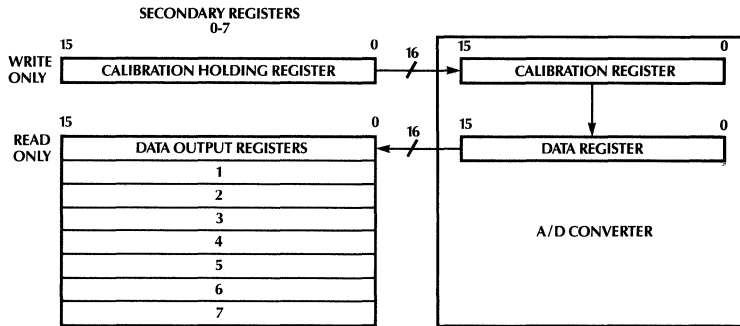 SECONDARY REGISTERS
0-7
15 0 16 15 0
WRITE
ONLY
CALIBRATION HOLDING REGISTER
CALIBRATION REGISTER
15 0 16 15 0
READ
ONLY
DATA OUTPUT REGISTERS
DATA REGISTER
1
2
3
4
A/D CONVERTER
5
6
7